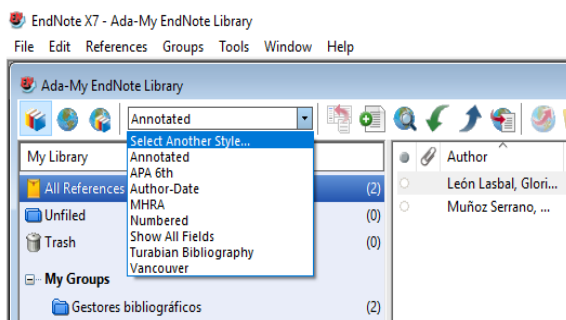 EndNote X7 - Ada-My EndNote Library
File Edit References Groups Tools Window Help
Ada-My EndNote Library
Annotated
Select Another Style...
Annotated
APA 6th
Author-Date
MHRA
Numbered
Show All Fields
Turabian Bibliography
Vancouver
My Library
All References (2)
Unfiled (0)
Trash (0)
My Groups
Gestores bibliográficos (2)
Author
León Lasbal, Glori...
Muñoz Serrano, ...